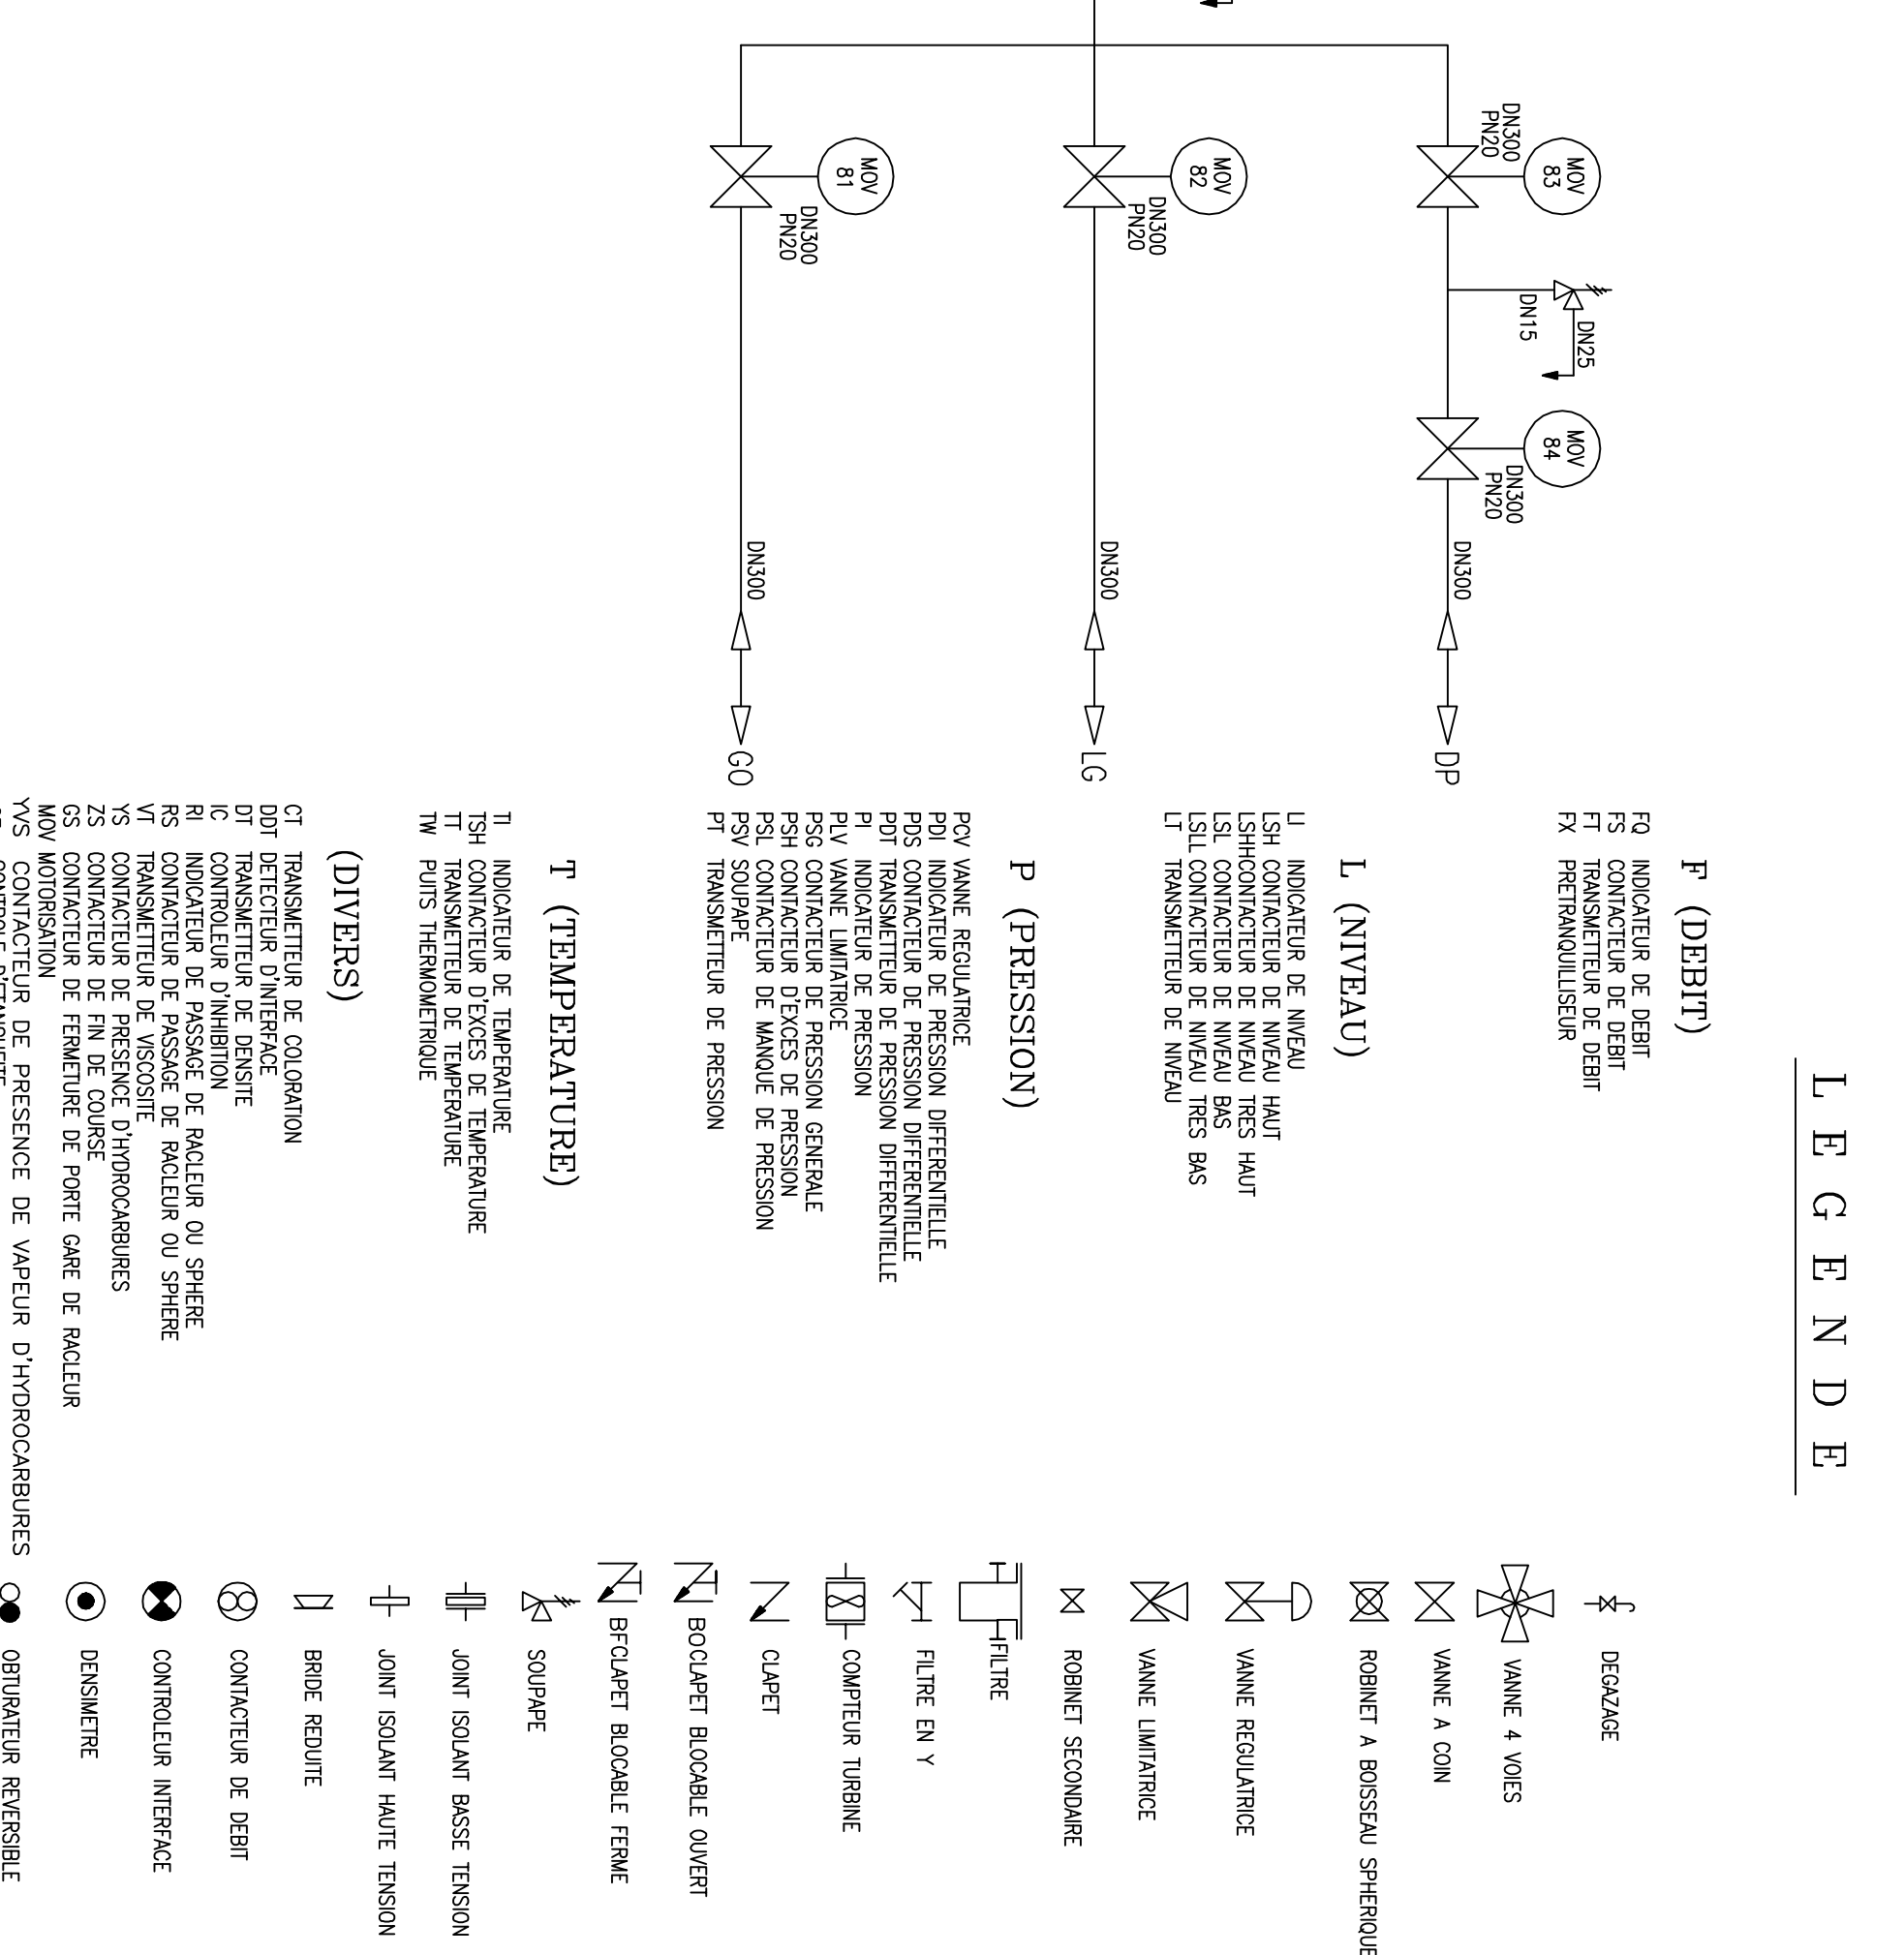 L E G E N D E
F (DEBIT)
FQ INDICATEUR DE DEBIT
FS CONTACTEUR DE DEBIT
FT TRANSMETTEUR DE DEBIT
FX PRETRANQUILLISEUR
L (NIVEAU)
LI INDICATEUR DE NIVEAU
LSH CONTACTEUR DE NIVEAU HAUT
LSHHCONTACTEUR DE NIVEAU TRES HAUT
LSL CONTACTEUR DE NIVEAU BAS
LSLL CONTACTEUR DE NIVEAU TRES BAS
LT TRANSMETTEUR DE NIVEAU
P (PRESSION)
PCV VANNE REGULATRICE
PDI INDICATEUR DE PRESSION DIFFERENTIELLE
PDS CONTACTEUR DE PRESSION DIFFERENTIELLE
PDT TRANSMETTEUR DE PRESSION DIFFERENTIELLE
PI INDICATEUR DE PRESSION
PLV VANNE LIMITATRICE
PSG CONTACTEUR DE PRESSION GENERALE
PSH CONTACTEUR D'EXCES DE PRESSION
PSL CONTACTEUR DE MANQUE DE PRESSION
PSV SOUPAPE
PT TRANSMETTEUR DE PRESSION
T (TEMPERATURE)
TI INDICATEUR DE TEMPERATURE
TSH CONTACTEUR D'EXCES DE TEMPERATURE
TT TRANSMETTEUR DE TEMPERATURE
TW PUITS THERMOMETRIQUE
(DIVERS)
CT TRANSMETTEUR DE COLORATION
DDT DETECTEUR D'INTERFACE
DT TRANSMETTEUR DE DENSITE
IC CONTROLEUR D'INHIBITION
RI INDICATEUR DE PASSAGE DE RACLEUR OU SPHERE
RS CONTACTEUR DE PASSAGE DE RACLEUR OU SPHERE
VT TRANSMETTEUR DE VISCOSITE
YS CONTACTEUR DE PRESENCE D'HYDROCARBURES
ZS CONTACTEUR DE FIN DE COURSE
GS CONTACTEUR DE FERMETURE DE PORTE GARE DE RACLEUR
MOV MOTORISATION
YVS CONTACTEUR DE PRESENCE DE VAPEUR D'HYDROCARBURES
CONTROLE D'ETANCHEITE
DEGAZAGE
VANNE 4 VOIES
VANNE A COIN
ROBINET A BOISSEAU SPHERIQUE
VANNE REGULATRICE
VANNE LIMITATRICE
ROBINET SECONDAIRE
FILTRE
FILTRE EN Y
COMPTEUR TURBINE
CLAPET
BOCLAPET BLOCABLE OUVERT
BFCLAPET BLOCABLE FERME
SOUPAPE
JOINT ISOLANT BASSE TENSION
JOINT ISOLANT HAUTE TENSION
BRIDE REDUITE
CONTACTEUR DE DEBIT
CONTROLEUR INTERFACE
DENSIMETRE
OBTURATEUR REVERSIBLE
MOV
83
DN300
PN20
DN15
DN25
MOV
84
DN300
PN20
DN300
DP
MOV
82
DN300
PN20
DN300
LG
MOV
81
DN300
PN20
DN300
GO